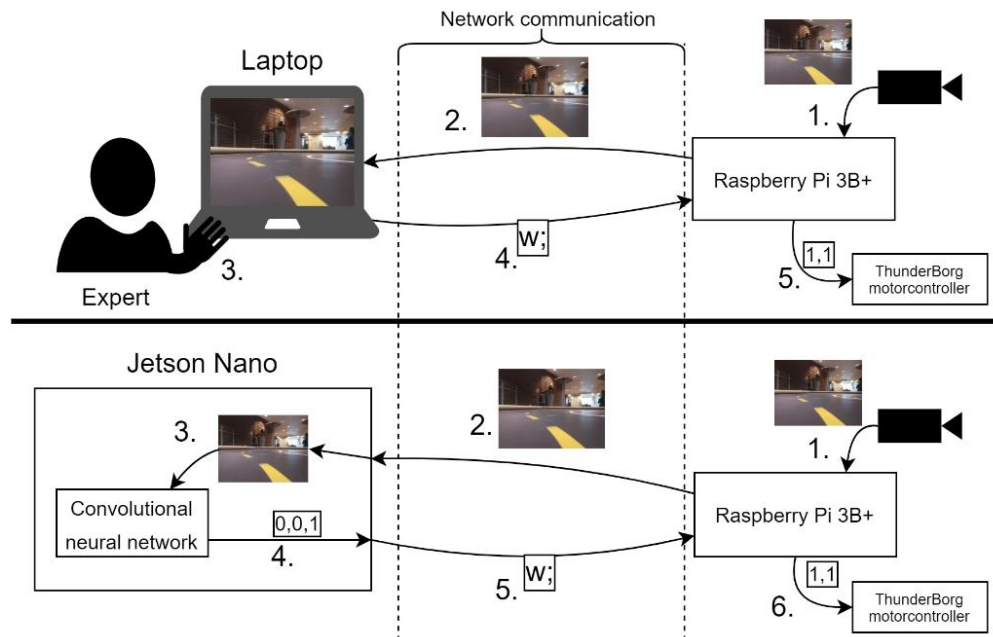 Network communication
Laptop
1.
2.
Raspberry Pi 3B+
w;
4.
3.
1,1
5.
ThunderBorg
motorcontroller
Expert
Jetson Nano
1.
2.
3.
Convolutional
neural network
0,0,1
4.
Raspberry Pi 3B+
w;
5.
1,1
6.
ThunderBorg
motorcontroller